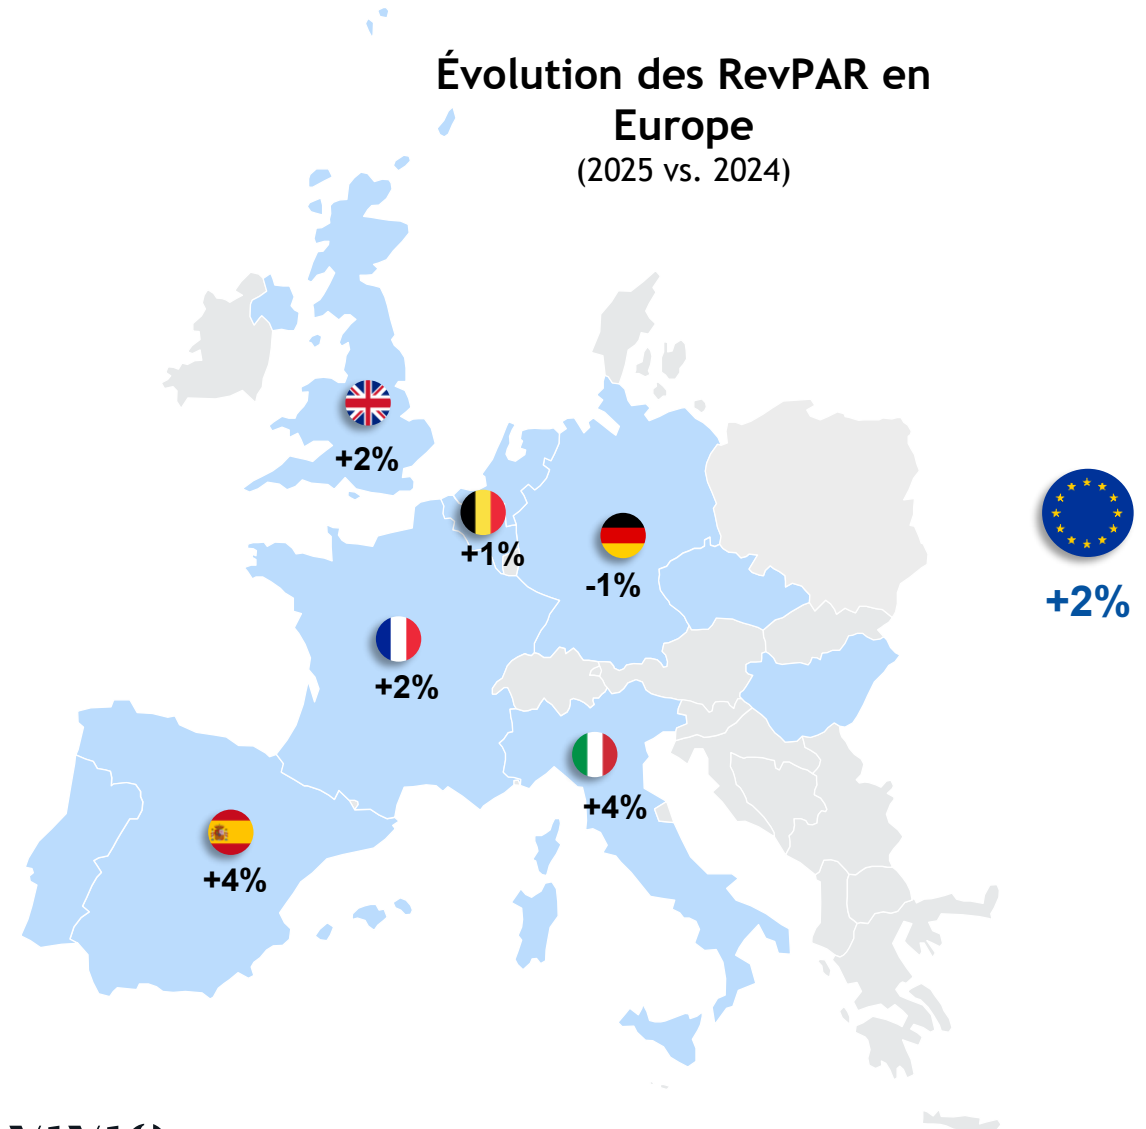 Évolution des RevPAR en
Europe
(2025 vs. 2024)
+2%
+1%
-1%
+2%
+2%
+4%
+4%